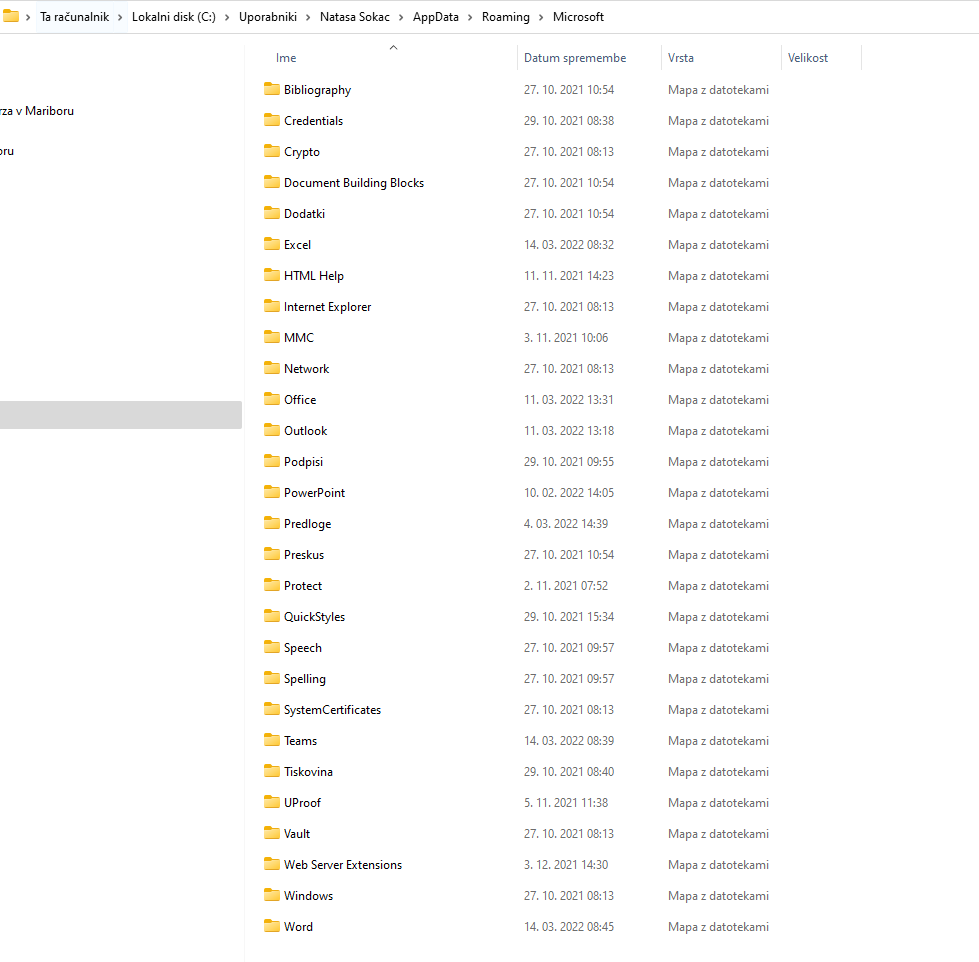 Ta računalnik > Lokalni disk (C:) > Uporabniki > Natasa Sokac > AppData > Roaming > Microsoft
Ime Datum spremembe Vrsta Velikost
rza v Mariboru
oru
Bibliography 27. 10. 2021 10:54 Mapa z datotekami
Credentials 29. 10. 2021 08:38 Mapa z datotekami
Crypto 27. 10. 2021 08:13 Mapa z datotekami
Document Building Blocks 27. 10. 2021 10:54 Mapa z datotekami
Dodatki 27. 10. 2021 10:54 Mapa z datotekami
Excel 14. 03. 2022 08:32 Mapa z datotekami
HTML Help 11. 11. 2021 14:23 Mapa z datotekami
Internet Explorer 27. 10. 2021 08:13 Mapa z datotekami
MMC 3. 11. 2021 10:06 Mapa z datotekami
Network 27. 10. 2021 08:13 Mapa z datotekami
Office 11. 03. 2022 13:31 Mapa z datotekami
Outlook 11. 03. 2022 13:18 Mapa z datotekami
Podpisi 29. 10. 2021 09:55 Mapa z datotekami
PowerPoint 10. 02. 2022 14:05 Mapa z datotekami
Predloge 4. 03. 2022 14:39 Mapa z datotekami
Preskus 27. 10. 2021 10:54 Mapa z datotekami
Protect 2. 11. 2021 07:52 Mapa z datotekami
QuickStyles 29. 10. 2021 15:34 Mapa z datotekami
Speech 27. 10. 2021 09:57 Mapa z datotekami
Spelling 27. 10. 2021 09:57 Mapa z datotekami
SystemCertificates 27. 10. 2021 08:13 Mapa z datotekami
Teams 14. 03. 2022 08:39 Mapa z datotekami
Tiskovina 29. 10. 2021 08:40 Mapa z datotekami
UProof 5. 11. 2021 11:38 Mapa z datotekami
Vault 27. 10. 2021 08:13 Mapa z datotekami
Web Server Extensions 3. 12. 2021 14:30 Mapa z datotekami
Windows 27. 10. 2021 08:13 Mapa z datotekami
Word 14. 03. 2022 08:45 Mapa z datotekami